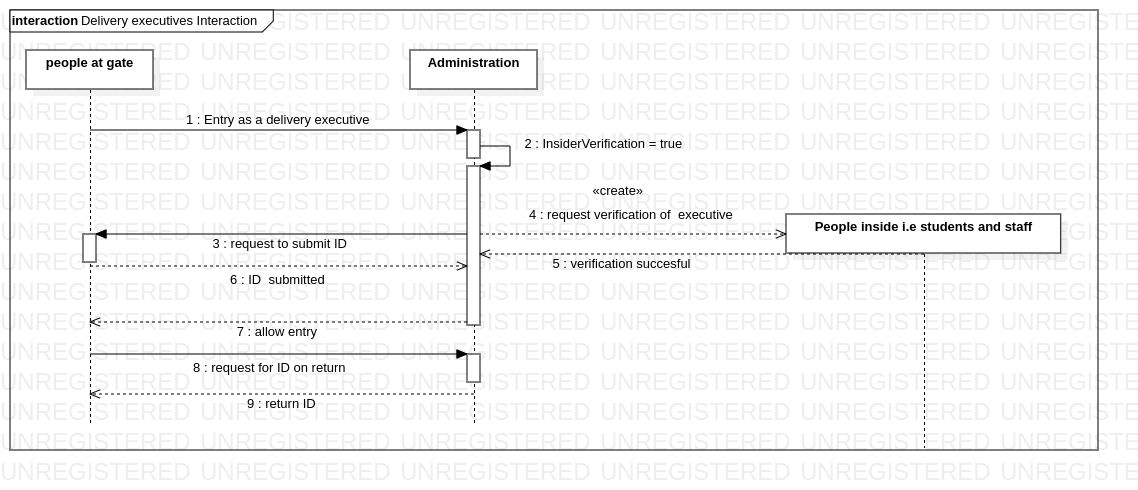 interaction Delivery executives Interaction
people at gate
Administration
1 : Entry as a delivery executive
2 : InsiderVerification = true
«create»
4 : request verification of  executive
People inside i.e students and staff
3 : request to submit ID
5 : verification succesful
6 : ID  submitted
7 : allow entry
8 : request for ID on return
9 : return ID
UNREGISTERED